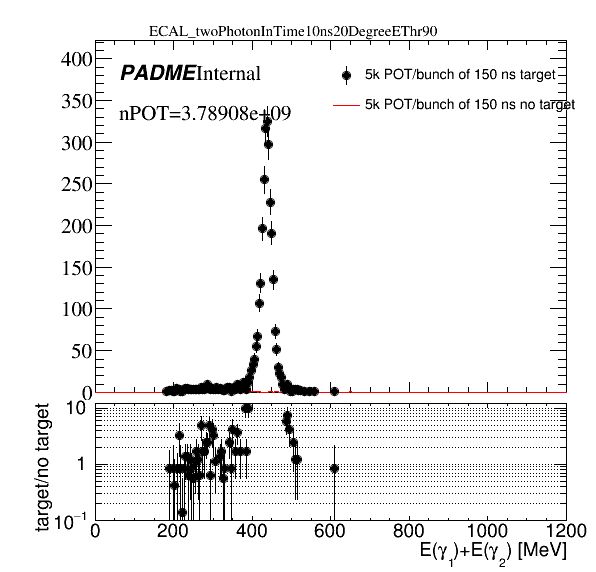 ECAL_twoPhotonInTime10ns20DegreeEThr90
400
350
300
250
200
150
100
50
0
PADME Internal
nPOT=3.78908e+09
5k POT/bunch of 150 ns target
5k POT/bunch of 150 ns no target
target/no target
10
1
10⁻¹
0 200 400 600 800 1000 1200
E(γ₁)+E(γ₂) [MeV]